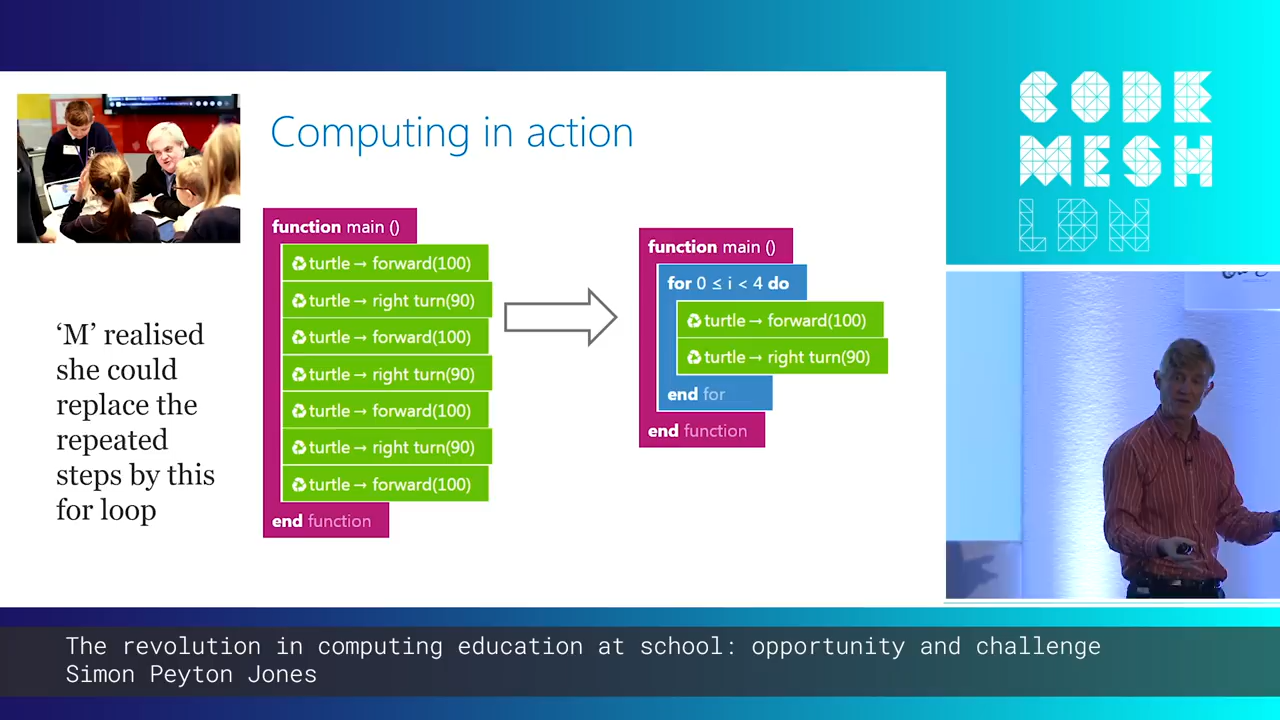 Computing in action
‘M’ realised
she could
replace the
repeated
steps by this
for loop
function main ()
♻ turtle → forward(100)
♻ turtle → right turn(90)
♻ turtle → forward(100)
♻ turtle → right turn(90)
♻ turtle → forward(100)
♻ turtle → right turn(90)
♻ turtle → forward(100)
end function
function main ()
for 0 ≤ i < 4 do
♻ turtle → forward(100)
♻ turtle → right turn(90)
end for
end function
CODE
MESH
LDN
The revolution in computing education at school: opportunity and challenge
Simon Peyton Jones